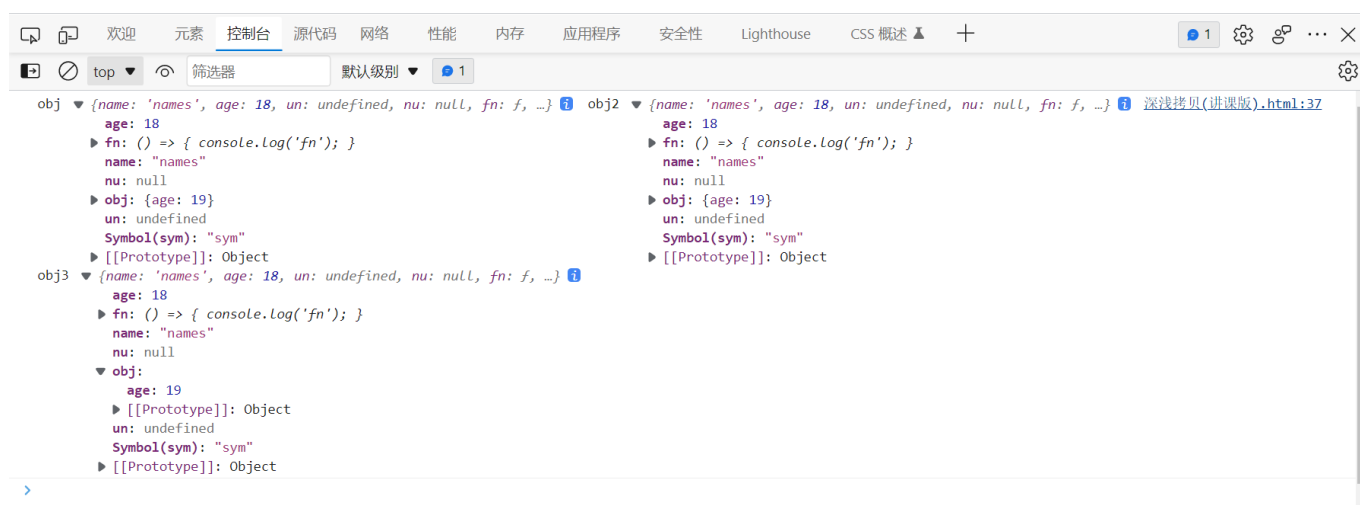 欢迎 元素 控制台 源代码 网络 性能 内存 应用程序 安全性 Lighthouse CSS 概述 1
top 筛选器 默认级别 1
obj {name: 'names', age: 18, un: undefined, nu: null, fn: ƒ, …} obj2 {name: 'names', age: 18, un: undefined, nu: null, fn: ƒ, …} 深浅拷贝(讲课版).html:37
age: 18 age: 18
fn: () => { console.log('fn'); } fn: () => { console.log('fn'); }
name: "names" name: "names"
nu: null nu: null
obj: {age: 19} obj: {age: 19}
un: undefined un: undefined
Symbol(sym): "sym" Symbol(sym): "sym"
[[Prototype]]: Object [[Prototype]]: Object
obj3 {name: 'names', age: 18, un: undefined, nu: null, fn: ƒ, …}
age: 18
fn: () => { console.log('fn'); }
name: "names"
nu: null
obj:
age: 19
[[Prototype]]: Object
un: undefined
Symbol(sym): "sym"
[[Prototype]]: Object